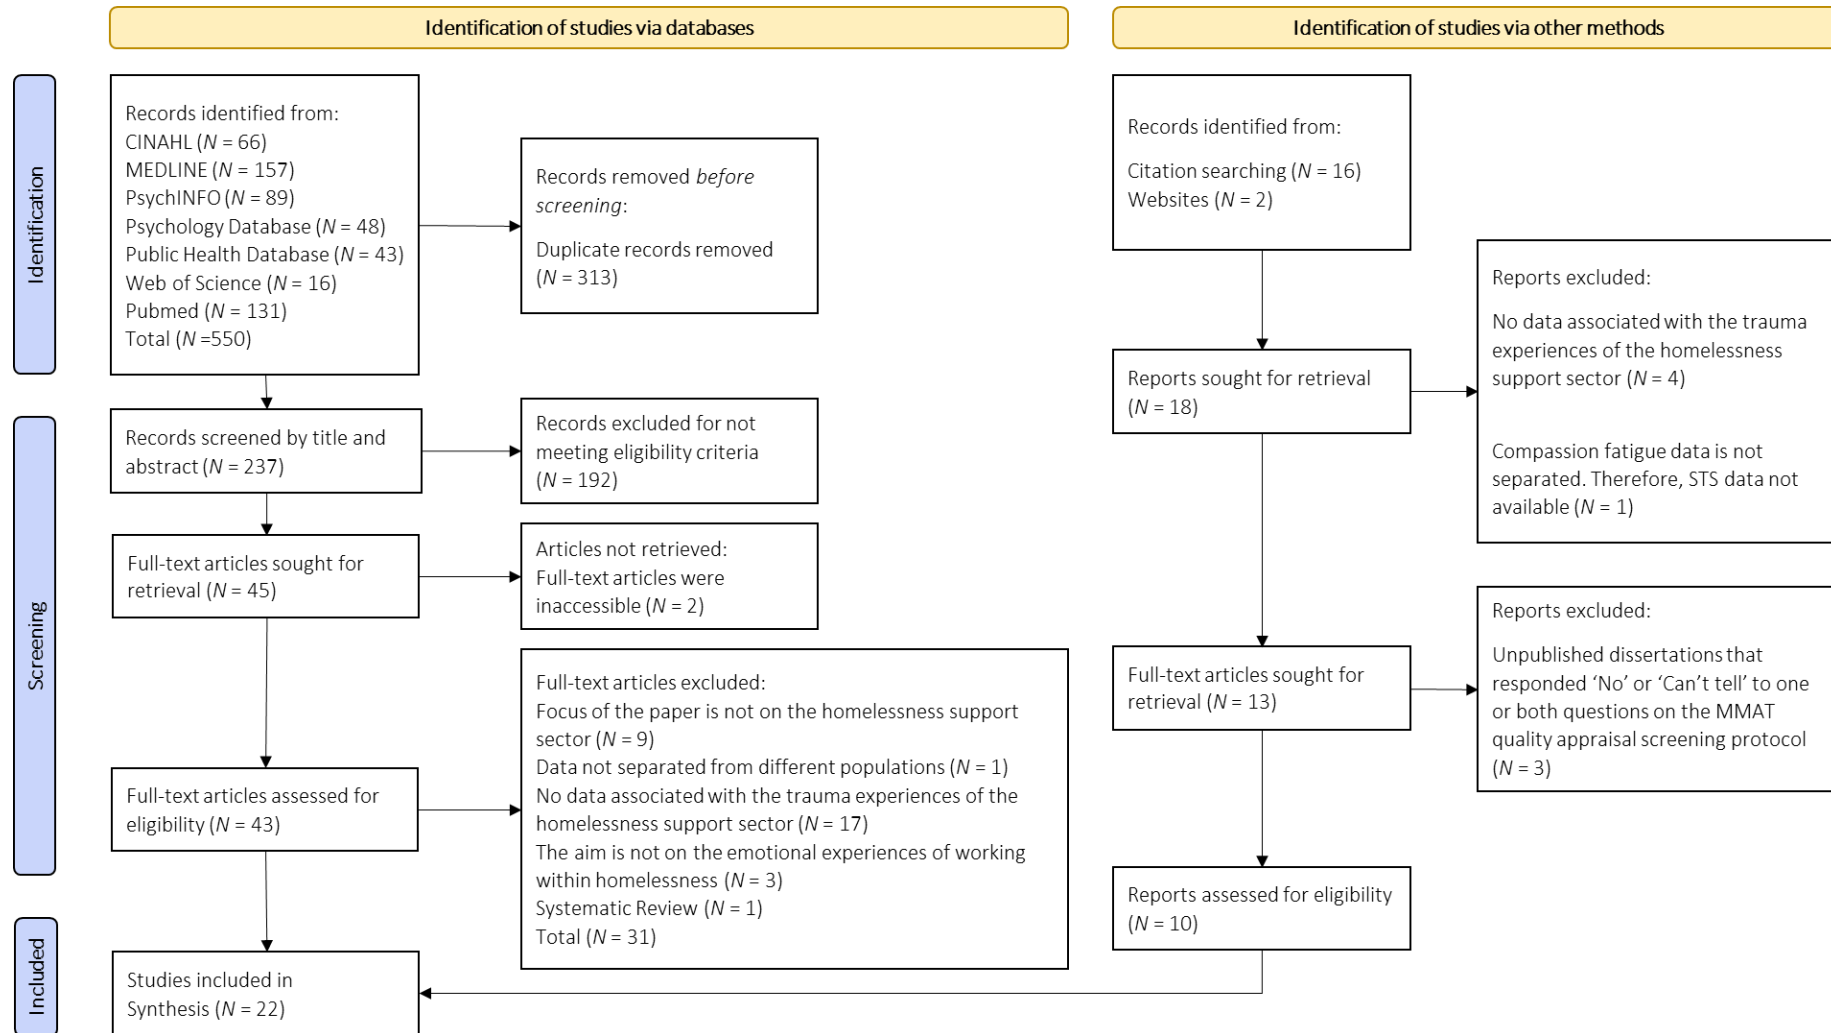 Identification of studies via databases
Identification of studies via other methods
Identification
Records identified from:
CINAHL (N = 66)
MEDLINE (N = 157)
PsychINFO (N = 89)
Psychology Database (N = 48)
Public Health Database (N = 43)
Web of Science (N = 16)
Pubmed (N = 131)
Total (N =550)
Records removed before
screening:
Duplicate records removed
(N = 313)
Records identified from:
Citation searching (N = 16)
Websites (N = 2)
Reports excluded:
No data associated with the trauma
experiences of the homelessness
support sector (N = 4)
Compassion fatigue data is not
separated. Therefore, STS data not
available (N = 1)
Reports sought for retrieval
(N = 18)
Screening
Records screened by title and
abstract (N = 237)
Records excluded for not
meeting eligibility criteria
(N = 192)
Full-text articles sought for
retrieval (N = 45)
Articles not retrieved:
Full-text articles were
inaccessible (N = 2)
Full-text articles assessed for
eligibility (N = 43)
Full-text articles excluded:
Focus of the paper is not on the homelessness support
sector (N = 9)
Data not separated from different populations (N = 1)
No data associated with the trauma experiences of the
homelessness support sector (N = 17)
The aim is not on the emotional experiences of working
within homelessness (N = 3)
Systematic Review (N = 1)
Total (N = 31)
Full-text articles sought for
retrieval (N = 13)
Reports excluded:
Unpublished dissertations that
responded ‘No’ or ‘Can’t tell’ to one
or both questions on the MMAT
quality appraisal screening protocol
(N = 3)
Reports assessed for eligibility
(N = 10)
Included
Studies included in
Synthesis (N = 22)